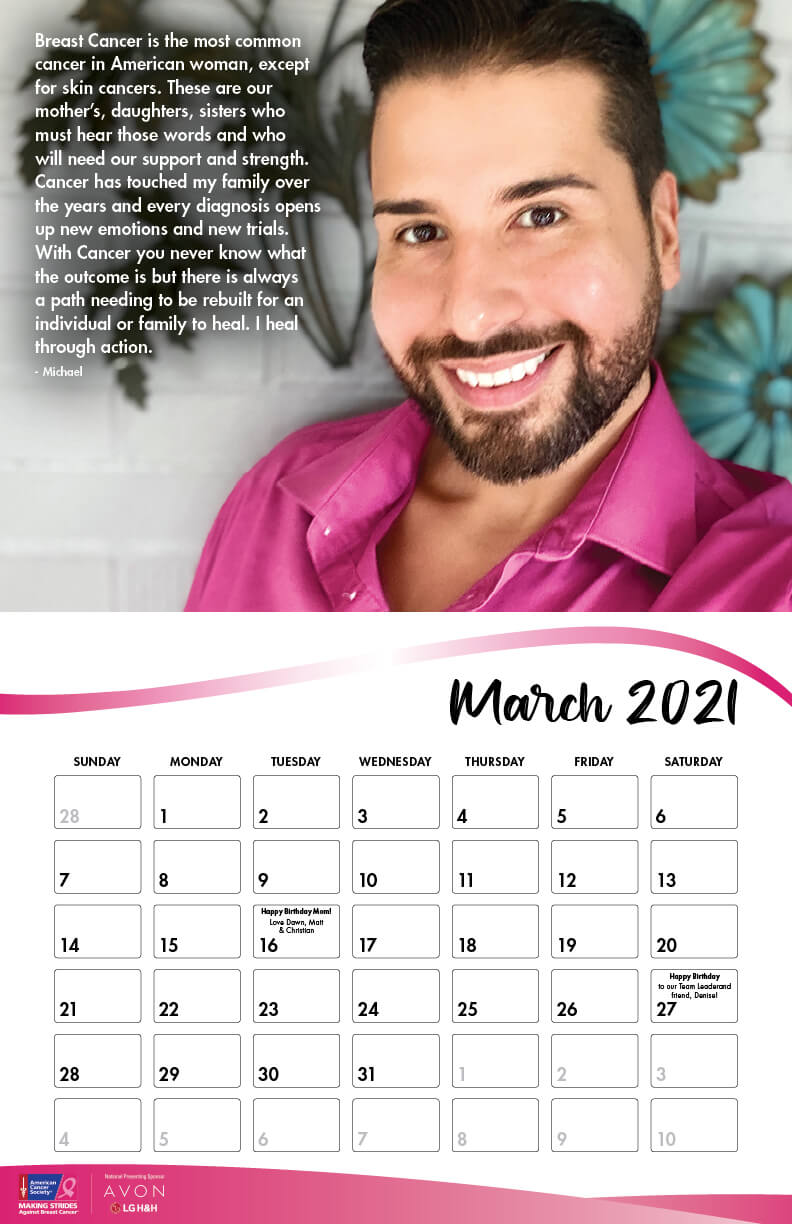 Breast Cancer is the most common
cancer in American woman, except
for skin cancers. These are our
mother's, daughters, sisters who
must hear those words and who
will need our support and strength.
Cancer has touched my family over
the years and every diagnosis opens
up new emotions and new trials.
With Cancer you never know what
the outcome is but there is always
a path needing to be rebuilt for an
individual or family to heal. I heal
through action.
- Michael
March 2021
SUNDAY MONDAY TUESDAY WEDNESDAY THURSDAY FRIDAY SATURDAY
28 1 2 3 4 5 6
7 8 9 10 11 12 13
Happy Birthday Mom!
Love Dawn, Matt
& Christian
14 15 16 17 18 19 20
Happy Birthday
to our Team Leaderand
friend, Denise!
21 22 23 24 25 26 27
28 29 30 31 1 2 3
4 5 6 7 8 9 10
American
Cancer
Society
MAKING STRIDES
Against Breast Cancer
National Presenting Sponsor
AVON
LG H&H